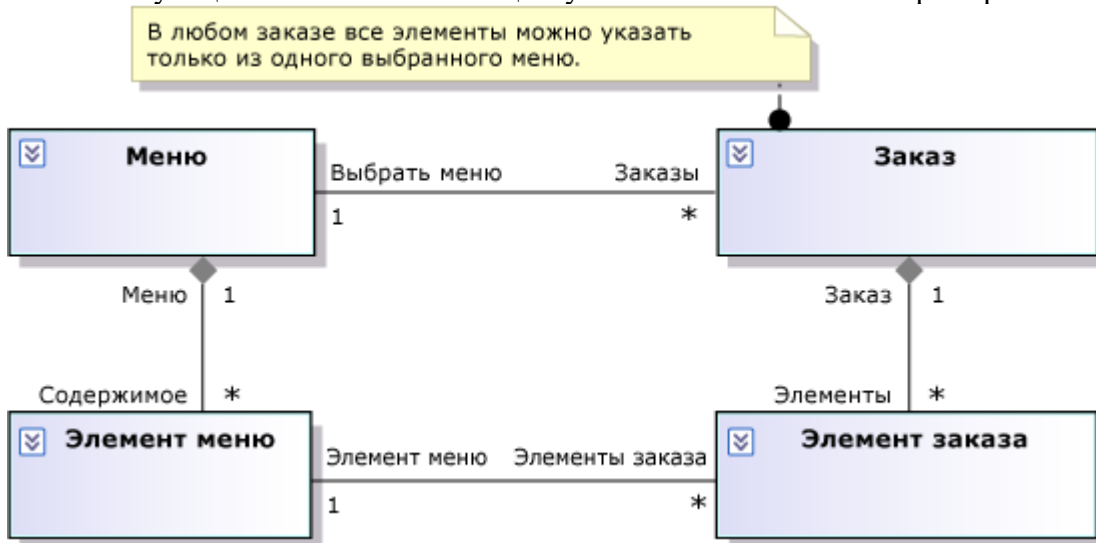 В любом заказе все элементы можно указать
только из одного выбранного меню.
Меню
Заказ
Выбрать меню Заказы
1 *
Меню 1
Заказ 1
Содержимое *
Элементы *
Элемент меню
Элемент заказа
Элемент меню Элементы заказа
1 *